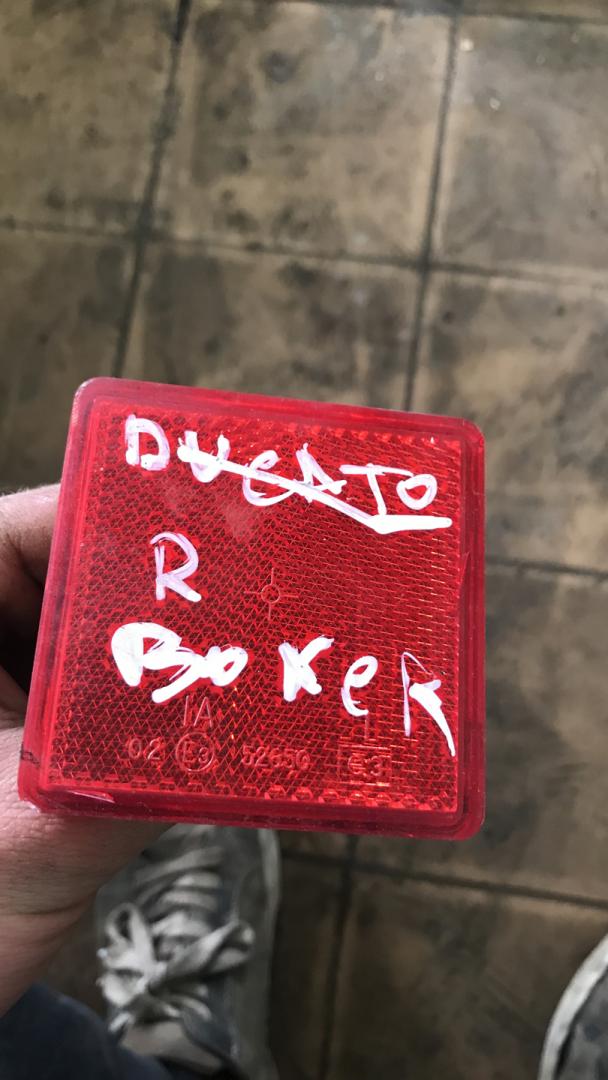 DUCATO
R
Boxer
IA
02 E3 52650 e3